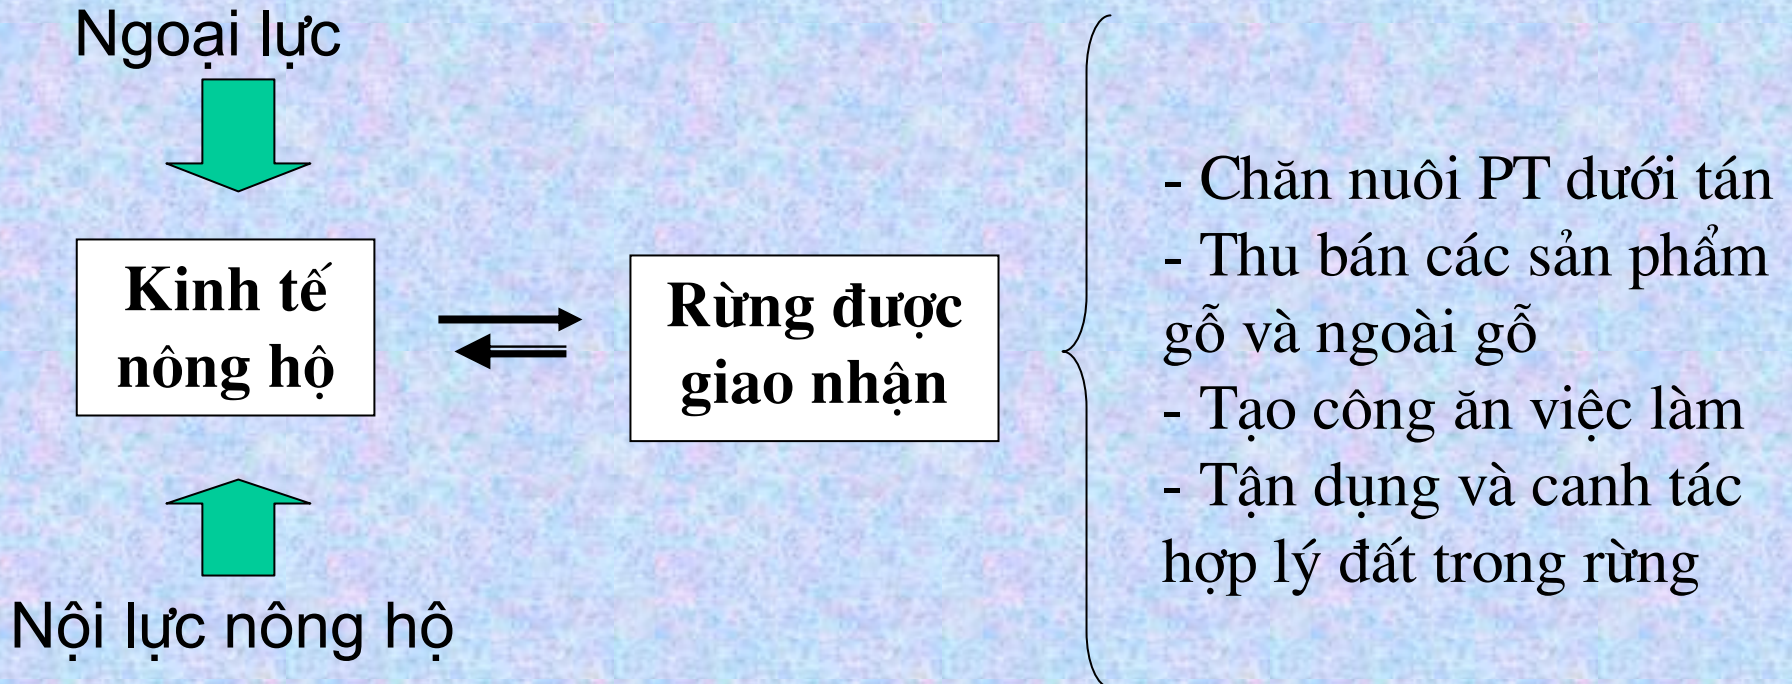 Ngoại lực
Kinh tế
nông hộ
Nội lực nông hộ
Rừng được
giao nhận
- Chăn nuôi PT dưới tán
- Thu bán các sản phẩm
gỗ và ngoài gỗ
- Tạo công ăn việc làm
- Tận dụng và canh tác
hợp lý đất trong rừng